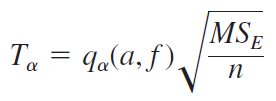 T_α = q_α(a, f) √(MS_E / n)